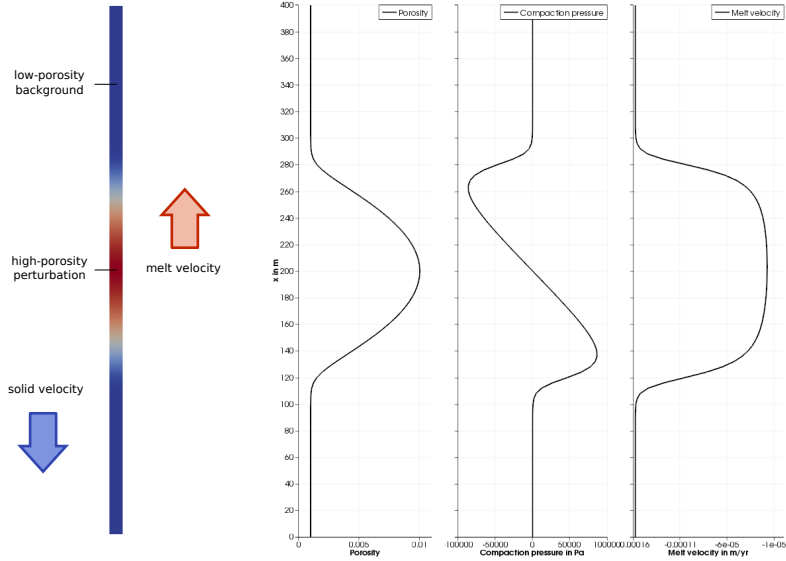 low-porosity
background
high-porosity
perturbation
solid velocity
melt velocity
Porosity
400
380
360
340
320
300
280
260
240
220
200
180
160
140
120
100
80
60
40
20
0
x in m
0 0.005 0.01
Porosity
Compaction pressure
-100000 -50000 0 50000 100000
Compaction pressure in Pa
Melt velocity
-0.00016 -0.00011 -6e-05 -1e-05
Melt velocity in m/yr